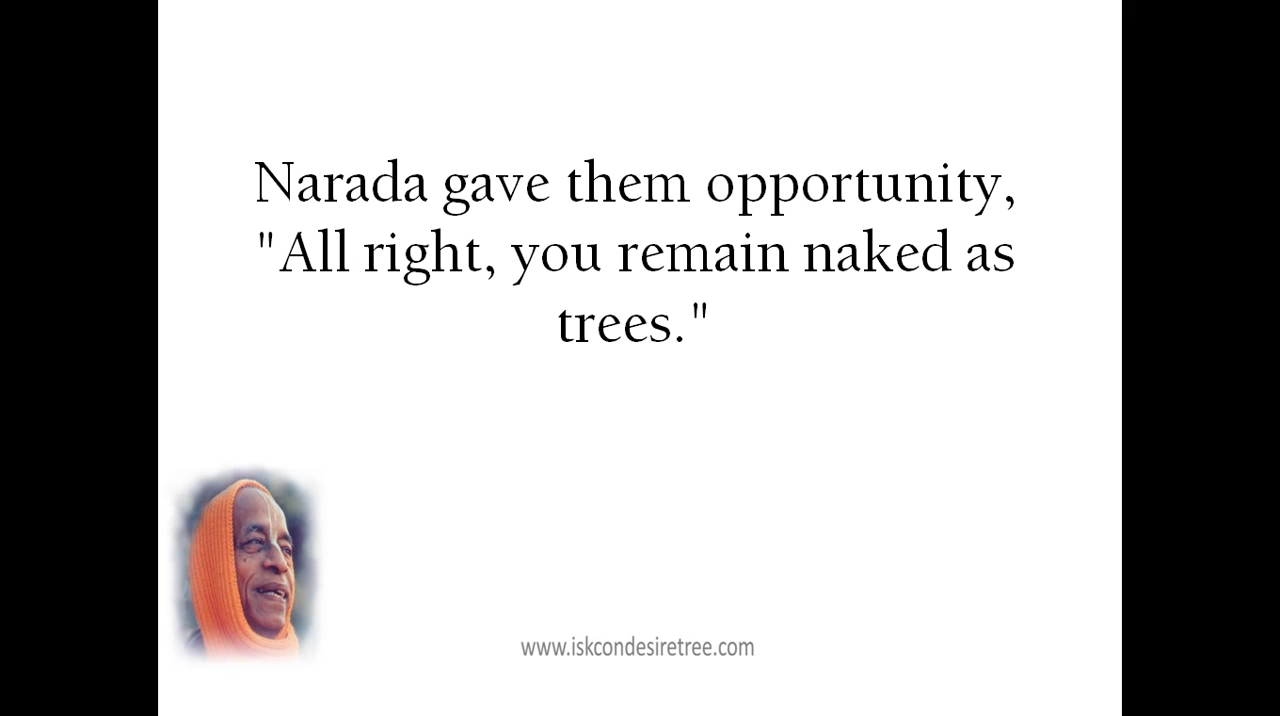 Narada gave them opportunity,
"All right, you remain naked as
trees."
www.iskcondesiretree.com